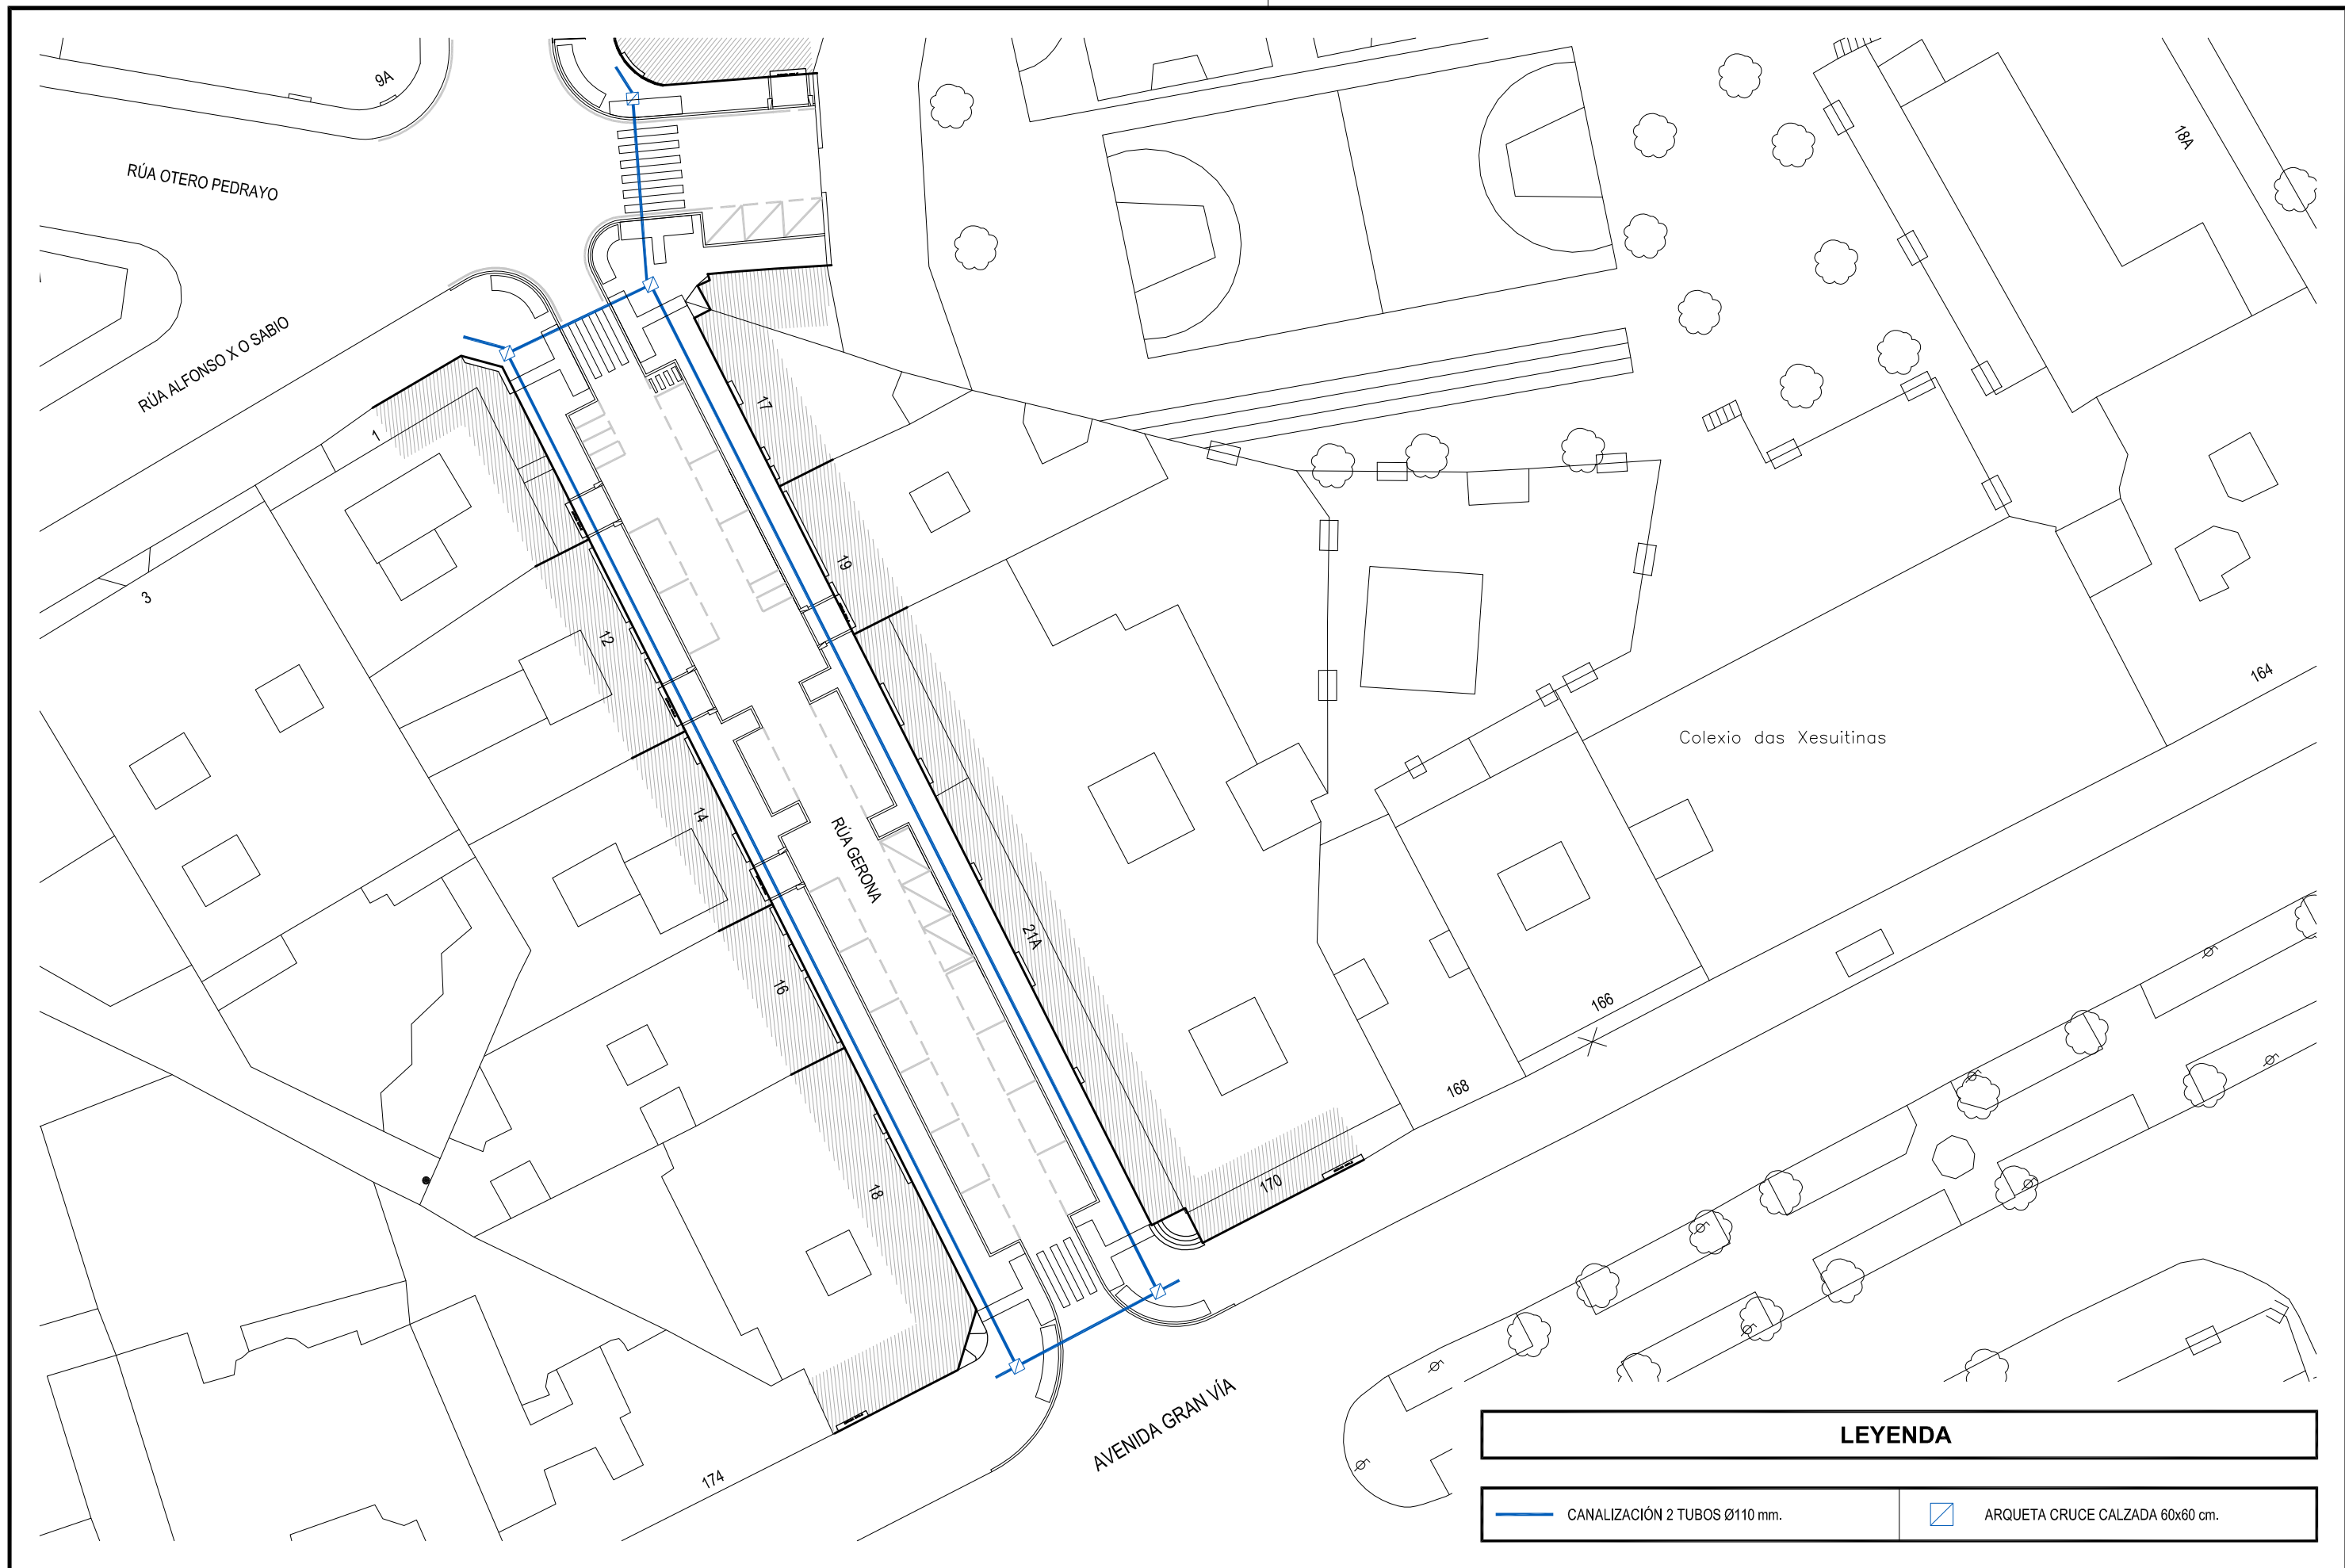 9A
18A
RÚA OTERO PEDRAYO
RÚA ALFONSO X O SABIO
17
1
19
3
12
164
Colexio das Xesuitinas
14
RÚA GERONA
21A
16
166
168
18
170
AVENIDA GRAN VÍA
174
LEYENDA
CANALIZACIÓN 2 TUBOS Ø110 mm.
ARQUETA CRUCE CALZADA 60x60 cm.